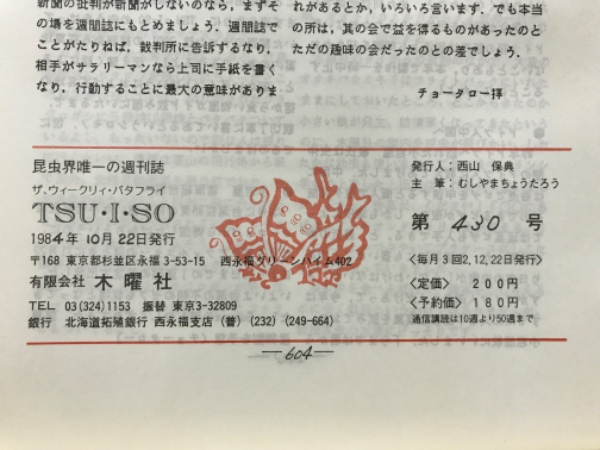 新聞の批判が新聞がしないのなら，まずそ
の場を週間誌にもとめましょう．週間誌で
ことがたりねば，裁判所に告訴するなり，
相手がサラリーマンなら上司に手紙を書く
なり，行動することに最大の意味がありま
れがあるとか，いろいろ言います．でも本当
の所は，其の会で益を得るものがあったのと
ただの趣味の会だったのとの差でしょう．
チョータロー拝
昆虫界唯一の週刊誌
ザ、ウィークリィ・バタフライ
TSU・I・SO
1984年 10月 22日発行
〒168 東京都杉並区永福 3-53-15 西永福グリーンハイム402
有限会社 木曜社
TEL 03(324)1153 振替 東京3-32809
銀行 北海道拓殖銀行 西永福支店（普）(232) (249-664)
発行人：西山 保典
主 筆：むしやまちょうたろう
第 430 号
〈毎月3回2,12,22日発行〉
〈定価〉 200円
〈予約価〉 180円
通信購読は10週より50週まで
—604—